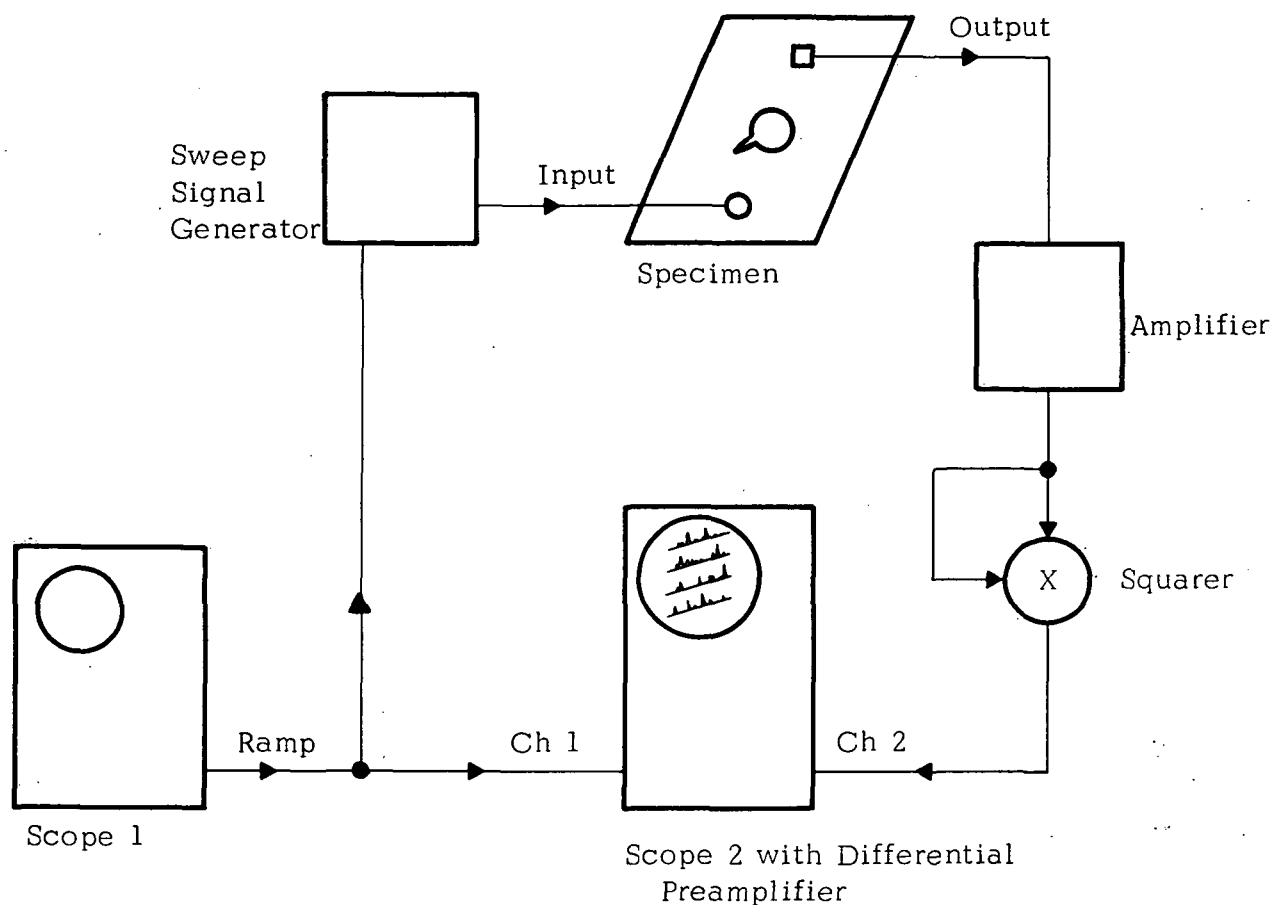 Output
Sweep
Signal
Generator
Input
Specimen
Amplifier
X
Squarer
Ramp
Ch 1
Ch 2
Scope 1
Scope 2 with Differential
Preamplifier